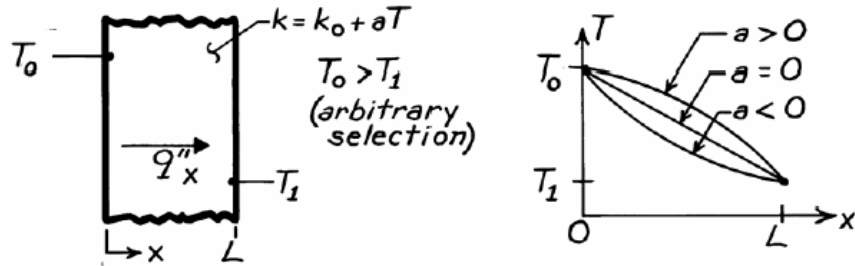 k = k₀ + aT
T₀
T₀ > T₁
(arbitrary
selection)
q″ₓ
T₁
x
L
T
a > 0
T₀
a = 0
a < 0
T₁
0
L
x